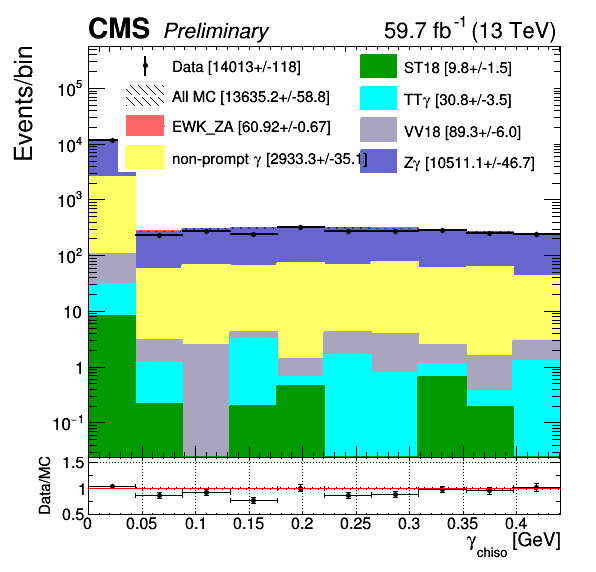 CMS Preliminary 59.7 fb⁻¹ (13 TeV)
Events/bin
Data [14013+/-118]
All MC [13635.2+/-58.8]
EWK_ZA [60.92+/-0.67]
non-prompt γ [2933.3+/-35.1]
ST18 [9.8+/-1.5]
TTγ [30.8+/-3.5]
VV18 [89.3+/-6.0]
Zγ [10511.1+/-46.7]
10⁵
10⁴
10³
10²
10
1
10⁻¹
Data/MC
1.5
1
0.5
0 0.05 0.1 0.15 0.2 0.25 0.3 0.35 0.4
γchiso [GeV]